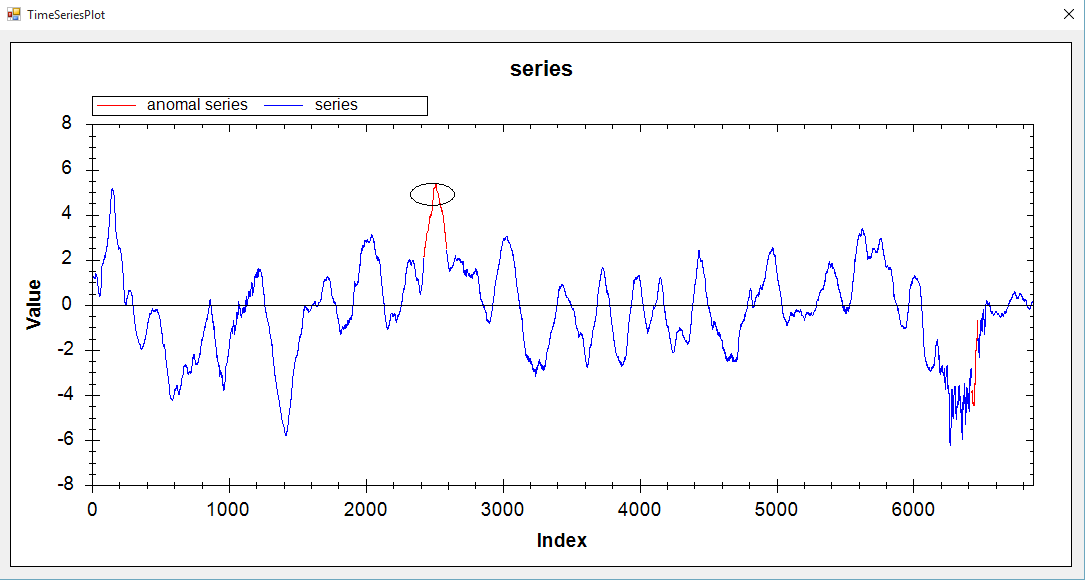 TimeSeriesPlot
series
anomal series series
8
6
4
2
0
-2
-4
-6
-8
Value
0 1000 2000 3000 4000 5000 6000
Index